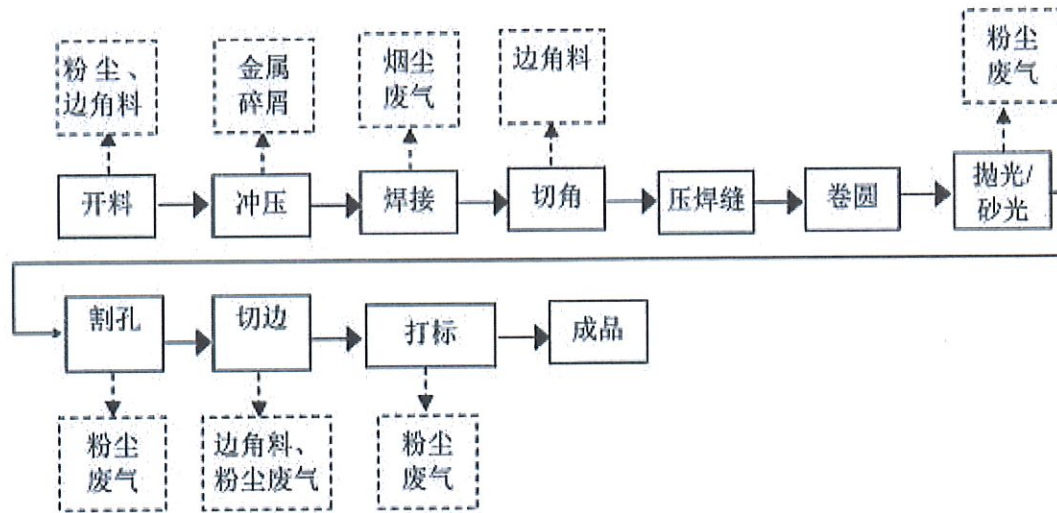 粉尘、
边角料
金属
碎屑
烟尘
废气
边角料
粉尘
废气
开料
冲压
焊接
切角
压焊缝
卷圆
抛光/
砂光
割孔
切边
打标
成品
粉尘
废气
边角料、
粉尘废气
粉尘
废气